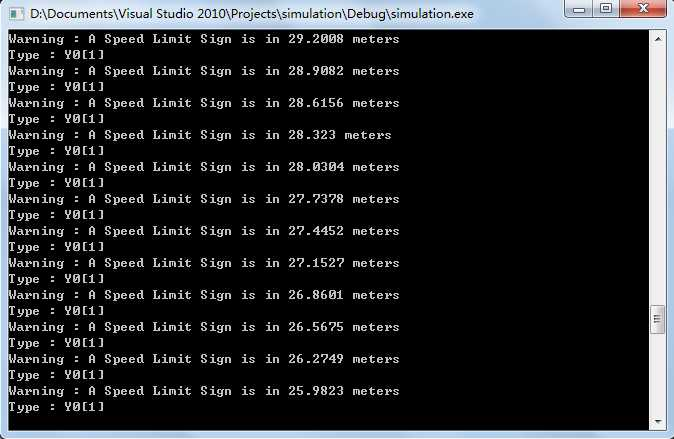 D:\Documents\Visual Studio 2010\Projects\simulation\Debug\simulation.exe
Warning : A Speed Limit Sign is in 29.2008 meters
Type : Y0[1]
Warning : A Speed Limit Sign is in 28.9082 meters
Type : Y0[1]
Warning : A Speed Limit Sign is in 28.6156 meters
Type : Y0[1]
Warning : A Speed Limit Sign is in 28.323 meters
Type : Y0[1]
Warning : A Speed Limit Sign is in 28.0304 meters
Type : Y0[1]
Warning : A Speed Limit Sign is in 27.7378 meters
Type : Y0[1]
Warning : A Speed Limit Sign is in 27.4452 meters
Type : Y0[1]
Warning : A Speed Limit Sign is in 27.1527 meters
Type : Y0[1]
Warning : A Speed Limit Sign is in 26.8601 meters
Type : Y0[1]
Warning : A Speed Limit Sign is in 26.5675 meters
Type : Y0[1]
Warning : A Speed Limit Sign is in 26.2749 meters
Type : Y0[1]
Warning : A Speed Limit Sign is in 25.9823 meters
Type : Y0[1]